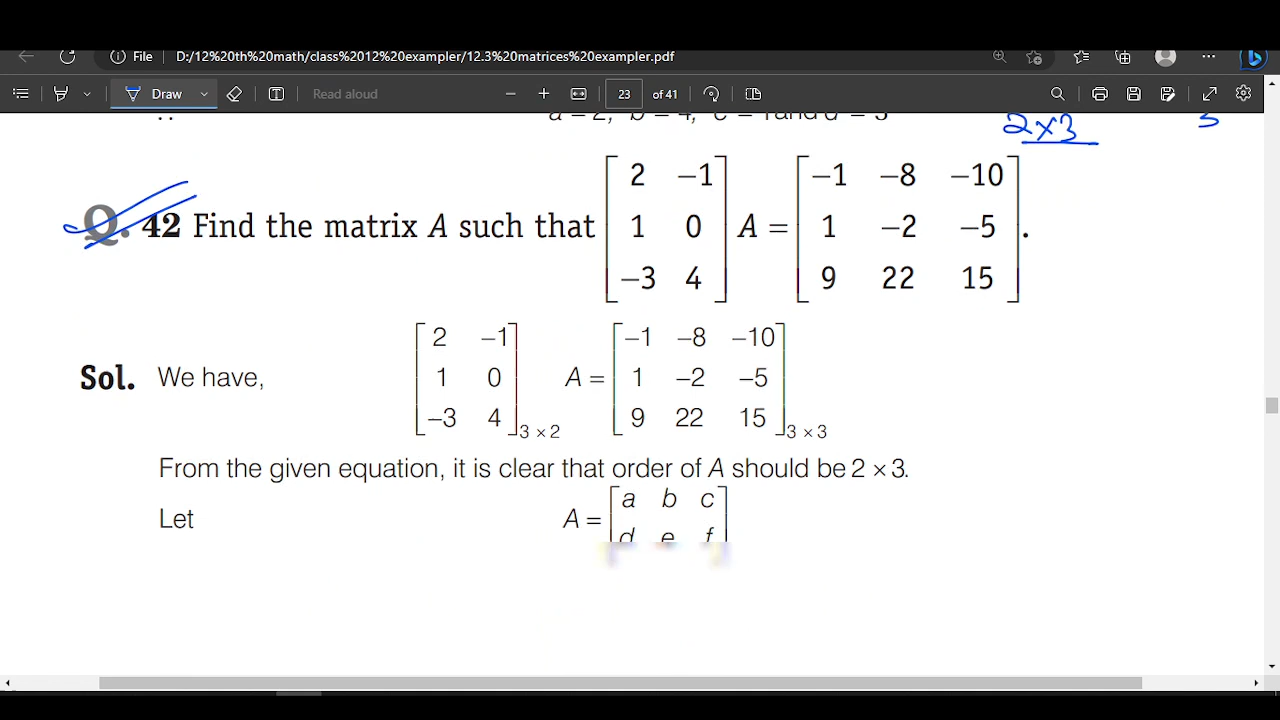 File | D:/12%20th%20math/class%2012%20exampler/12.3%20matrices%20exampler.pdf
Draw Read aloud 23 of 41
2×3
Q. 42 Find the matrix A such that [2 −1; 1 0; −3 4] A = [−1 −8 −10; 1 −2 −5; 9 22 15].
Sol. We have, [2 −1; 1 0; −3 4]3 × 2 A = [−1 −8 −10; 1 −2 −5; 9 22 15]3 × 3
From the given equation, it is clear that order of A should be 2 × 3.
Let A = [a b c; d e f]